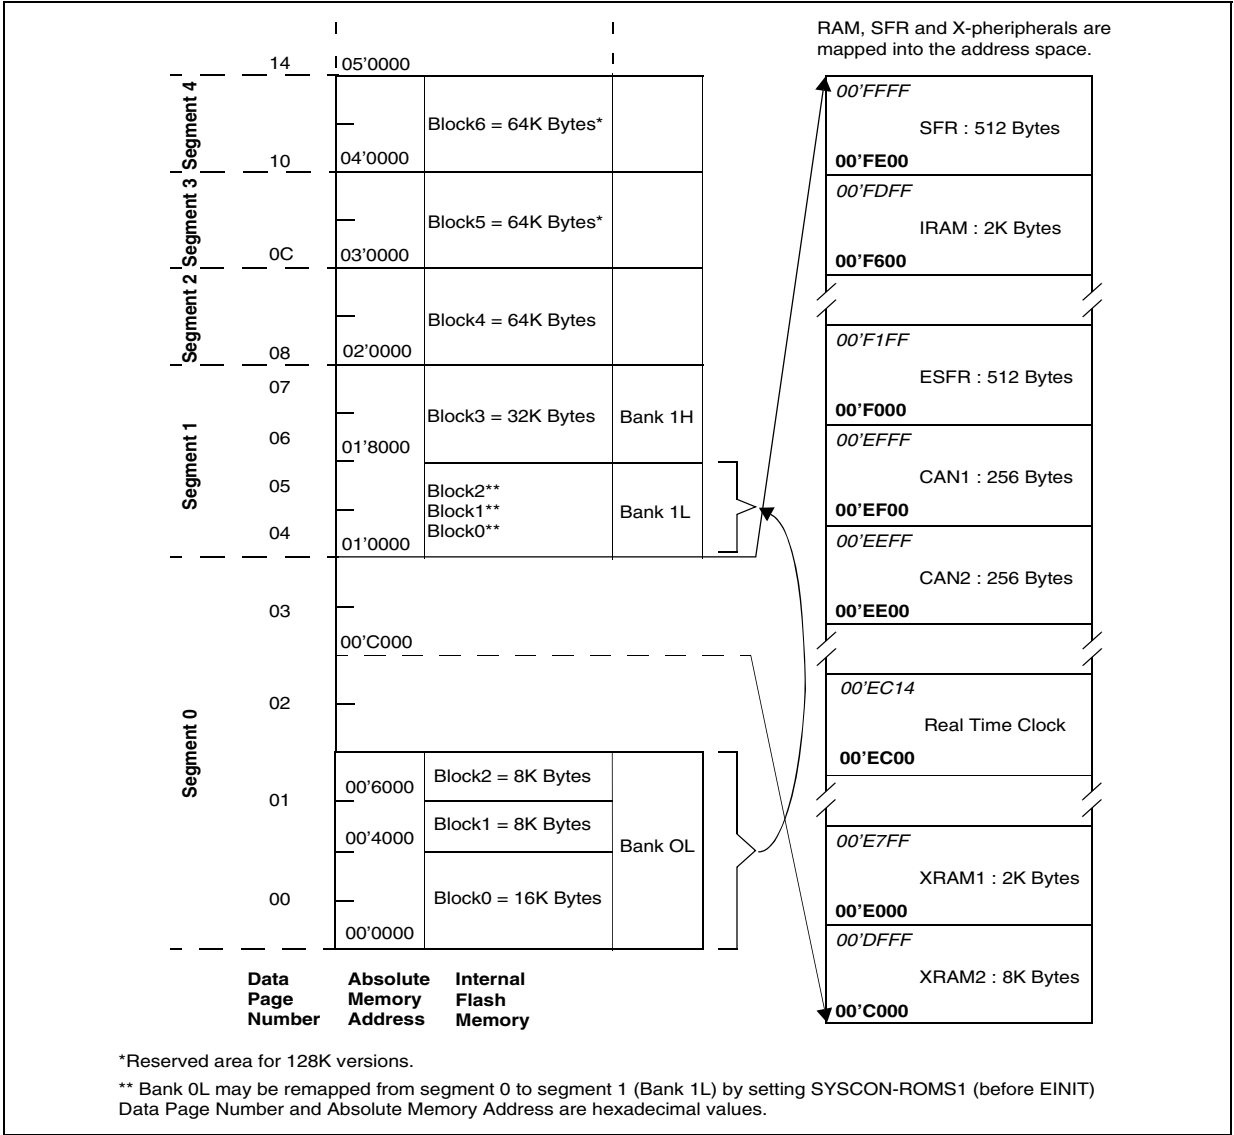 RAM, SFR and X-pheripherals are
mapped into the address space.
14
05'0000
Segment 4
Block6 = 64K Bytes*
10
04'0000
Segment 3
Block5 = 64K Bytes*
0C
03'0000
Segment 2
Block4 = 64K Bytes
08
02'0000
Segment 1
07
Block3 = 32K Bytes
Bank 1H
06
01'8000
05
Block2**
Block1**
Block0**
Bank 1L
04
01'0000
03
00'C000
Segment 0
02
00'6000
Block2 = 8K Bytes
01
00'4000
Block1 = 8K Bytes
Bank OL
00
Block0 = 16K Bytes
00'0000
Data
Page
Number
Absolute
Memory
Address
Internal
Flash
Memory
00'FFFF
SFR : 512 Bytes
00'FE00
00'FDFF
IRAM : 2K Bytes
00'F600
00'F1FF
ESFR : 512 Bytes
00'F000
00'EFFF
CAN1 : 256 Bytes
00'EF00
00'EEFF
CAN2 : 256 Bytes
00'EE00
00'EC14
Real Time Clock
00'EC00
00'E7FF
XRAM1 : 2K Bytes
00'E000
00'DFFF
XRAM2 : 8K Bytes
00'C000
*Reserved area for 128K versions.
** Bank 0L may be remapped from segment 0 to segment 1 (Bank 1L) by setting SYSCON-ROMS1 (before EINIT)
Data Page Number and Absolute Memory Address are hexadecimal values.